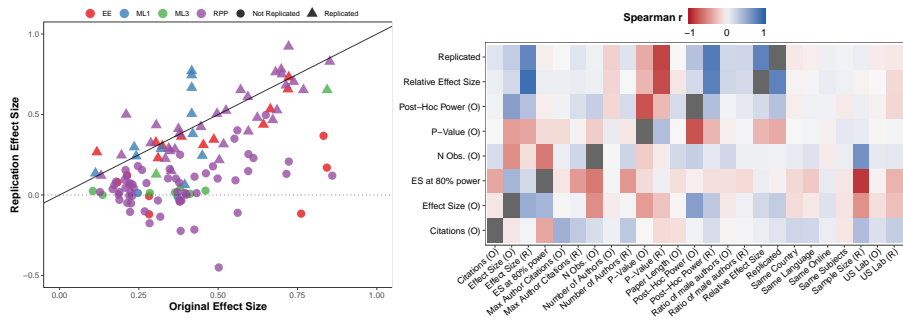 EE ML1 ML3 RPP Not Replicated Replicated
1.0
0.5
0.0
−0.5
Replication Effect Size
0.00 0.25 0.50 0.75 1.00
Original Effect Size
Spearman r
−1 0 1
Replicated
Relative Effect Size
Post−Hoc Power (O)
P−Value (O)
N Obs. (O)
ES at 80% power
Effect Size (O)
Citations (O)
Citations (O)
Effect Size (O)
Effect Size (R)
ES at 80% power
Max Author Citations (O)
Max Author Citations (R)
N Obs. (O)
Number of Authors (O)
Number of Authors (R)
P−Value (O)
P−Value (R)
Paper Length (O)
Post−Hoc Power (O)
Post−Hoc Power (R)
Ratio of male authors (O)
Ratio of male authors (R)
Relative Effect Size
Replicated
Same Country
Same Language
Same Online
Same Subjects
Sample Size (R)
US Lab (O)
US Lab (R)